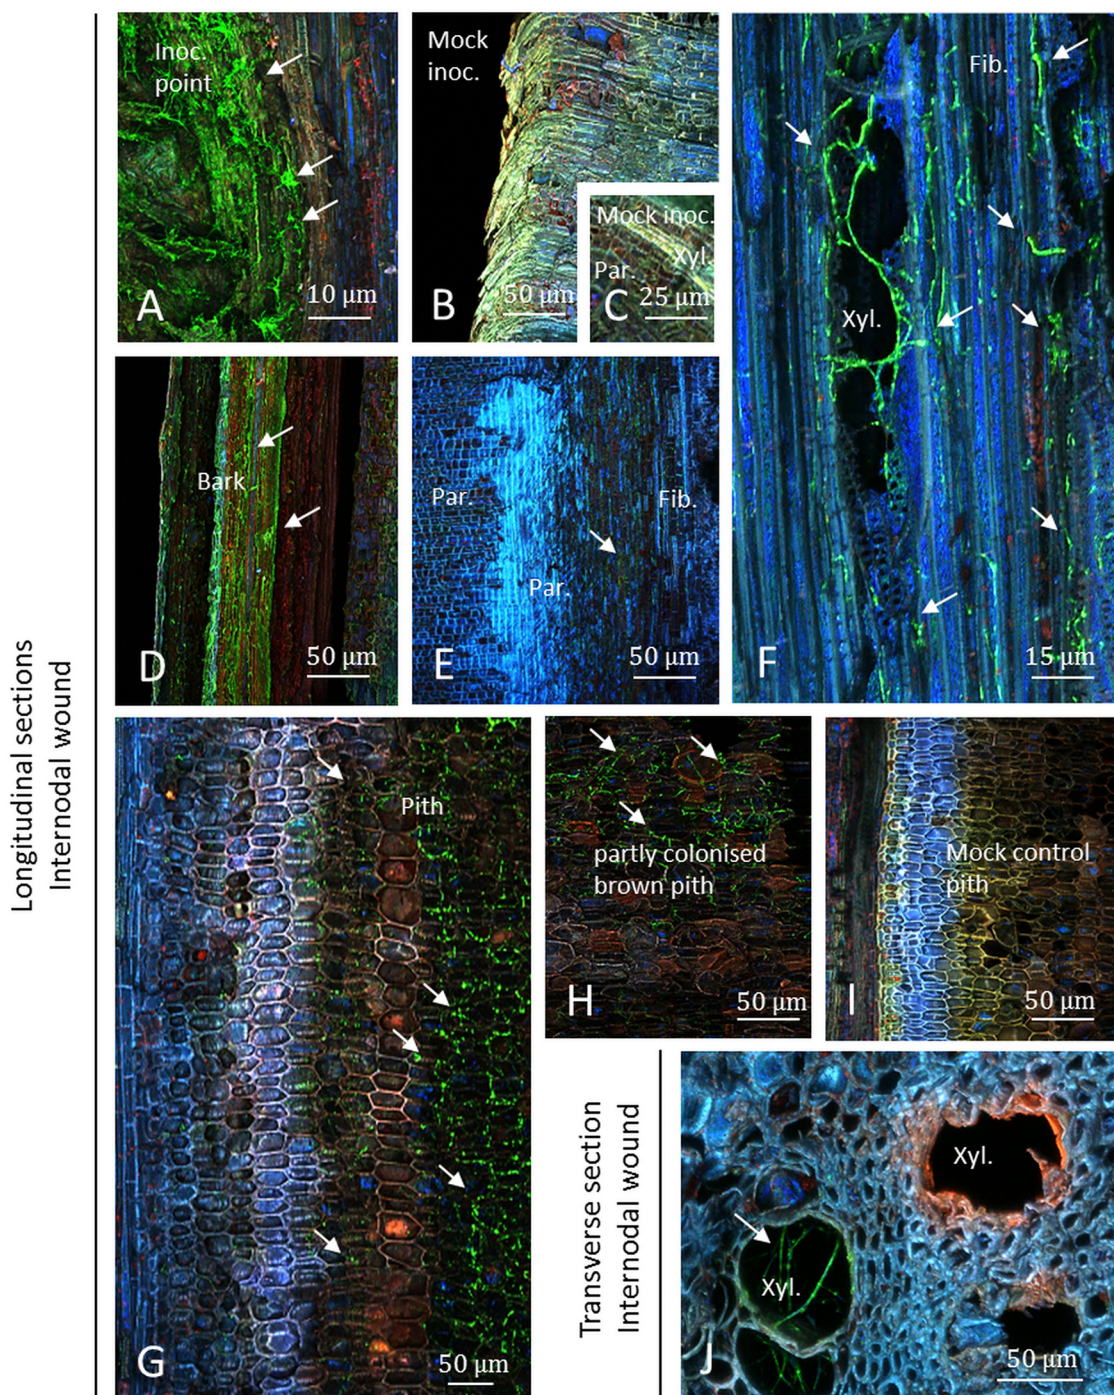 Longitudinal sections
Internodal wound
Inoc.
point
A
10 µm
Mock
inoc.
B
50 µm
Mock inoc.
Xyl.
Par.
C
25 µm
Fib.
Xyl.
F
15 µm
Bark
D
50 µm
Par.
Fib.
Par.
E
50 µm
Pith
G
50 µm
partly colonised
brown pith
H
50 µm
Mock control
pith
I
50 µm
Transverse section
Internodal wound
Xyl.
Xyl.
J
50 µm